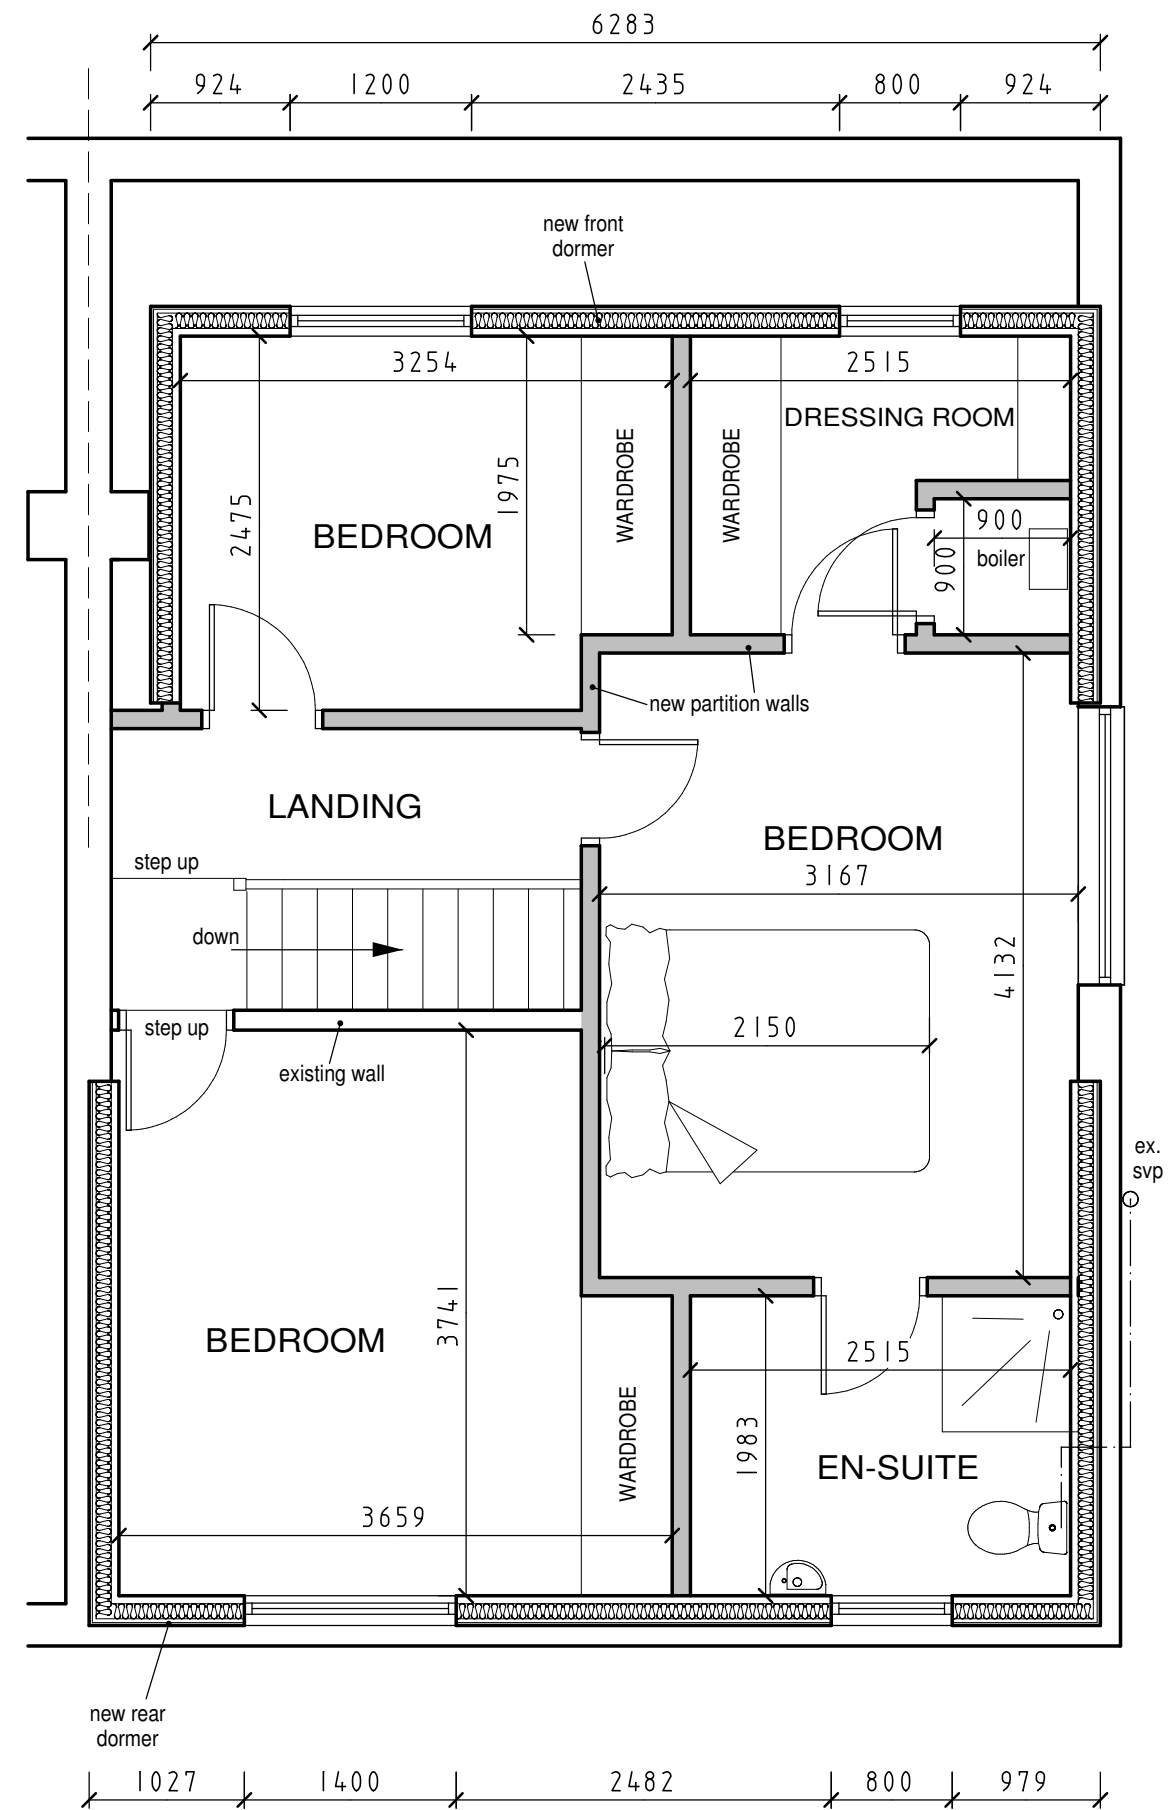 6283
924
1200
2435
800
924
new front
dormer
3254
2515
DRESSING ROOM
WARDROBE
WARDROBE
1975
2475
BEDROOM
900
900
boiler
new partition walls
LANDING
BEDROOM
3167
step up
down
4132
step up
2150
existing wall
ex.
svp
3741
BEDROOM
2515
WARDROBE
1983
EN-SUITE
3659
new rear
dormer
1027
1400
2482
800
979